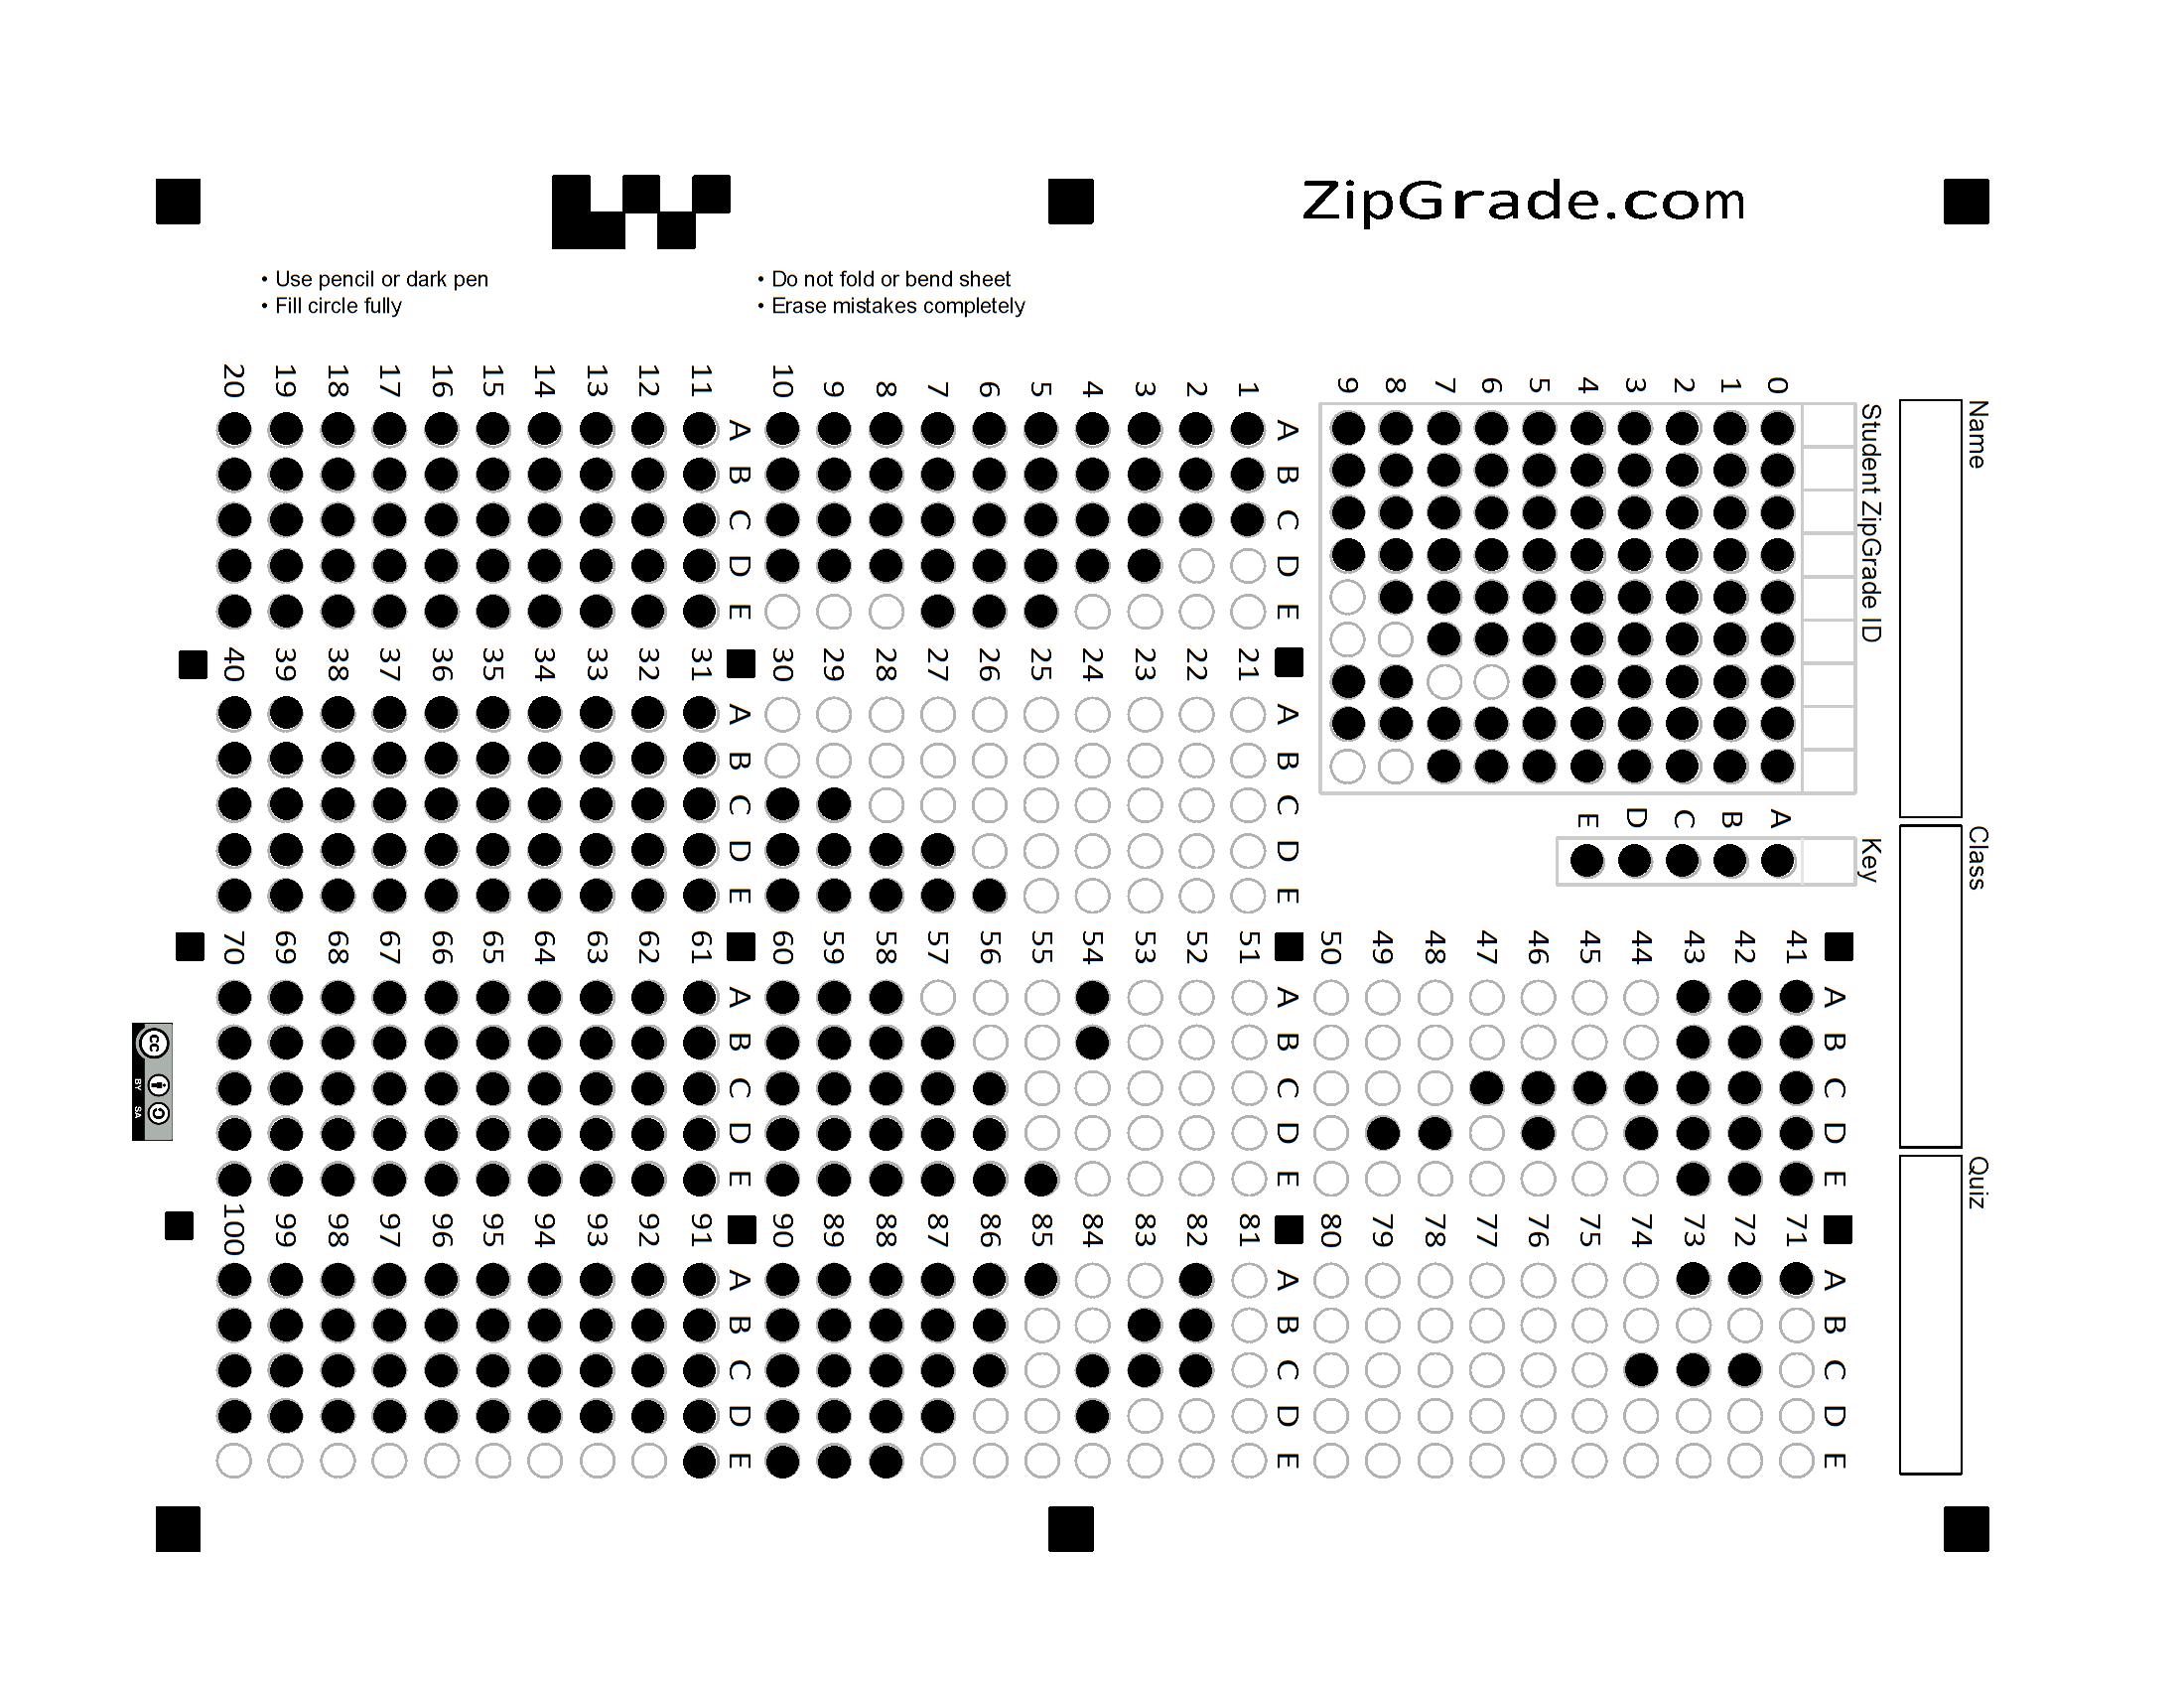 ZipGrade.com
• Use pencil or dark pen
• Fill circle fully
• Do not fold or bend sheet
• Erase mistakes completely
Name
Class
Quiz
Student ZipGrade ID
0 1 2 3 4 5 6 7 8 9
Key
A B C D E
A B C D E
1 2 3 4 5 6 7 8 9 10
A B C D E
11 12 13 14 15 16 17 18 19 20
A B C D E
21 22 23 24 25 26 27 28 29 30
A B C D E
31 32 33 34 35 36 37 38 39 40
A B C D E
41 42 43 44 45 46 47 48 49 50
A B C D E
51 52 53 54 55 56 57 58 59 60
A B C D E
61 62 63 64 65 66 67 68 69 70
A B C D E
71 72 73 74 75 76 77 78 79 80
A B C D E
81 82 83 84 85 86 87 88 89 90
A B C D E
91 92 93 94 95 96 97 98 99 100
A B C D E
cc
BY SA